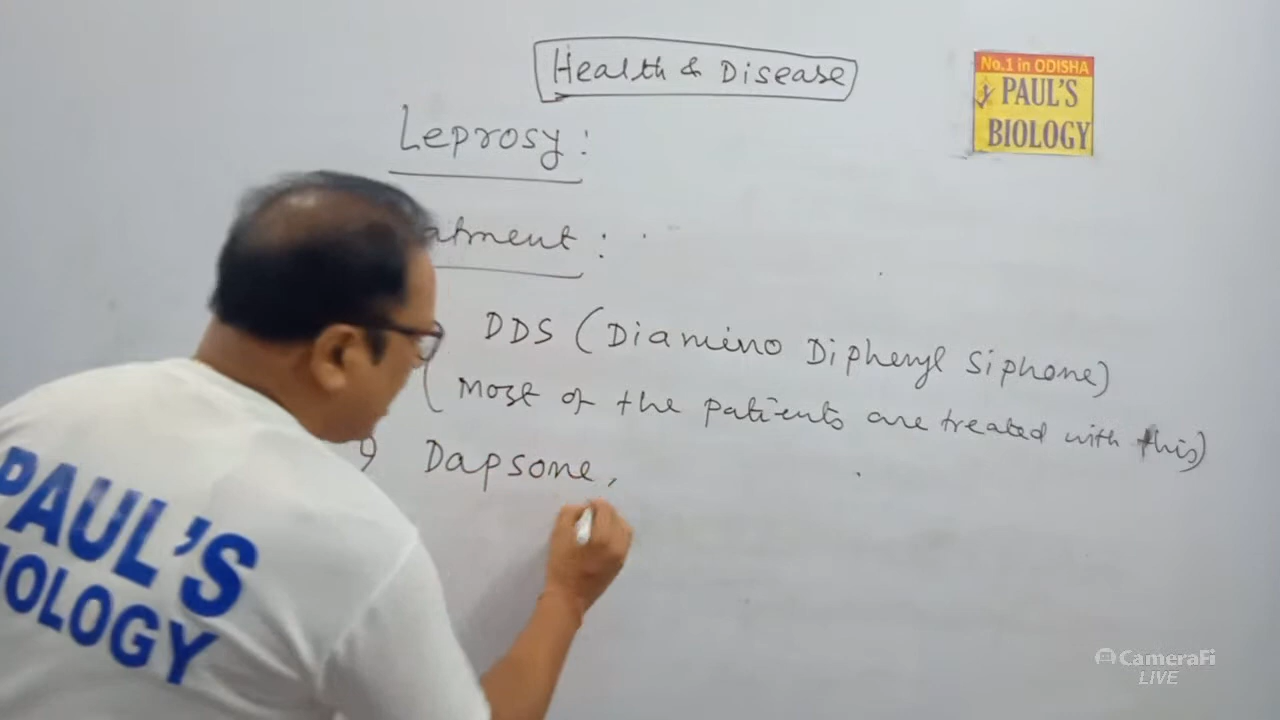 Health & Disease
No.1 in ODISHA
PAUL'S
BIOLOGY
Leprosy :
atment :
DDS (Diamino Diphenyl Siphone)
(Most of the patients are treated with this)
Dapsone,
PAUL'S
IOLOGY
CameraFi
LIVE